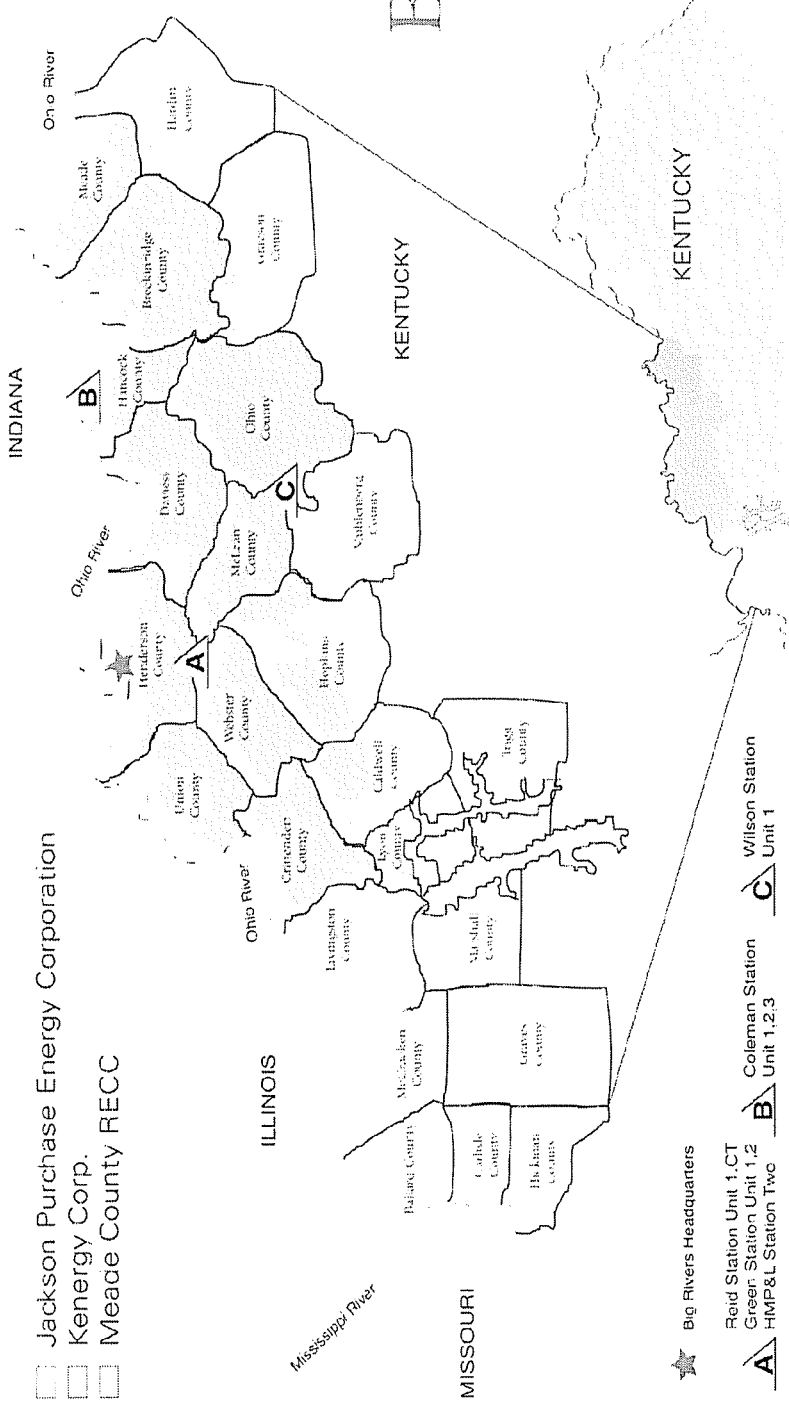 Jackson Purchase Energy Corporation
Kenergy Corp.
Meade County RECC
INDIANA
ILLINOIS
MISSOURI
KENTUCKY
KENTUCKY
Ohio River
Ohio River
Ohio River
Mississippi River
Meade
County
Hardin
County
Breckinridge
County
Grayson
County
Hancock
County
Ohio
County
Daviess
County
McLean
County
Muhlenberg
County
Henderson
County
Webster
County
Hopkins
County
Union
County
Crittenden
County
Caldwell
County
Lyon
County
Trigg
County
Livingston
County
Marshall
County
McCracken
County
Graves
County
Ballard County
Carlisle
County
Hickman
County
A
B
C
B
Big Rivers Headquarters
A
Reid Station Unit 1,CT
Green Station Unit 1,2
HMP&L Station Two
B
Coleman Station
Unit 1,2,3
C
Wilson Station
Unit 1